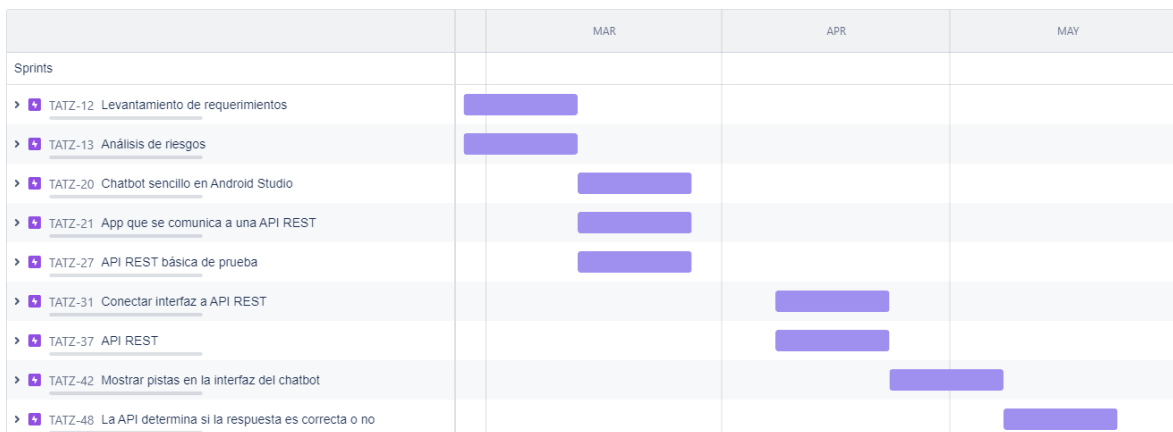 MAR APR MAY
Sprints
TATZ-12 Levantamiento de requerimientos
TATZ-13 Análisis de riesgos
TATZ-20 Chatbot sencillo en Android Studio
TATZ-21 App que se comunica a una API REST
TATZ-27 API REST básica de prueba
TATZ-31 Conectar interfaz a API REST
TATZ-37 API REST
TATZ-42 Mostrar pistas en la interfaz del chatbot
TATZ-48 La API determina si la respuesta es correcta o no